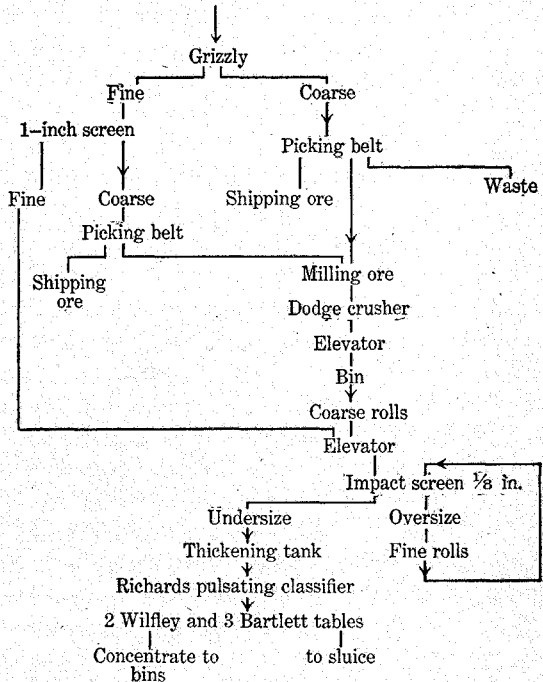 Grizzly
Fine
Coarse
1-inch screen
Picking belt
Fine
Coarse
Shipping ore
Waste
Picking belt
Shipping
ore
Milling ore
Dodge crusher
Elevator
Bin
Coarse rolls
Elevator
Impact screen ⅛ in.
Undersize
Oversize
Thickening tank
Fine rolls
Richards pulsating classifier
2 Wilfley and 3 Bartlett tables
Concentrate to
bins
to sluice